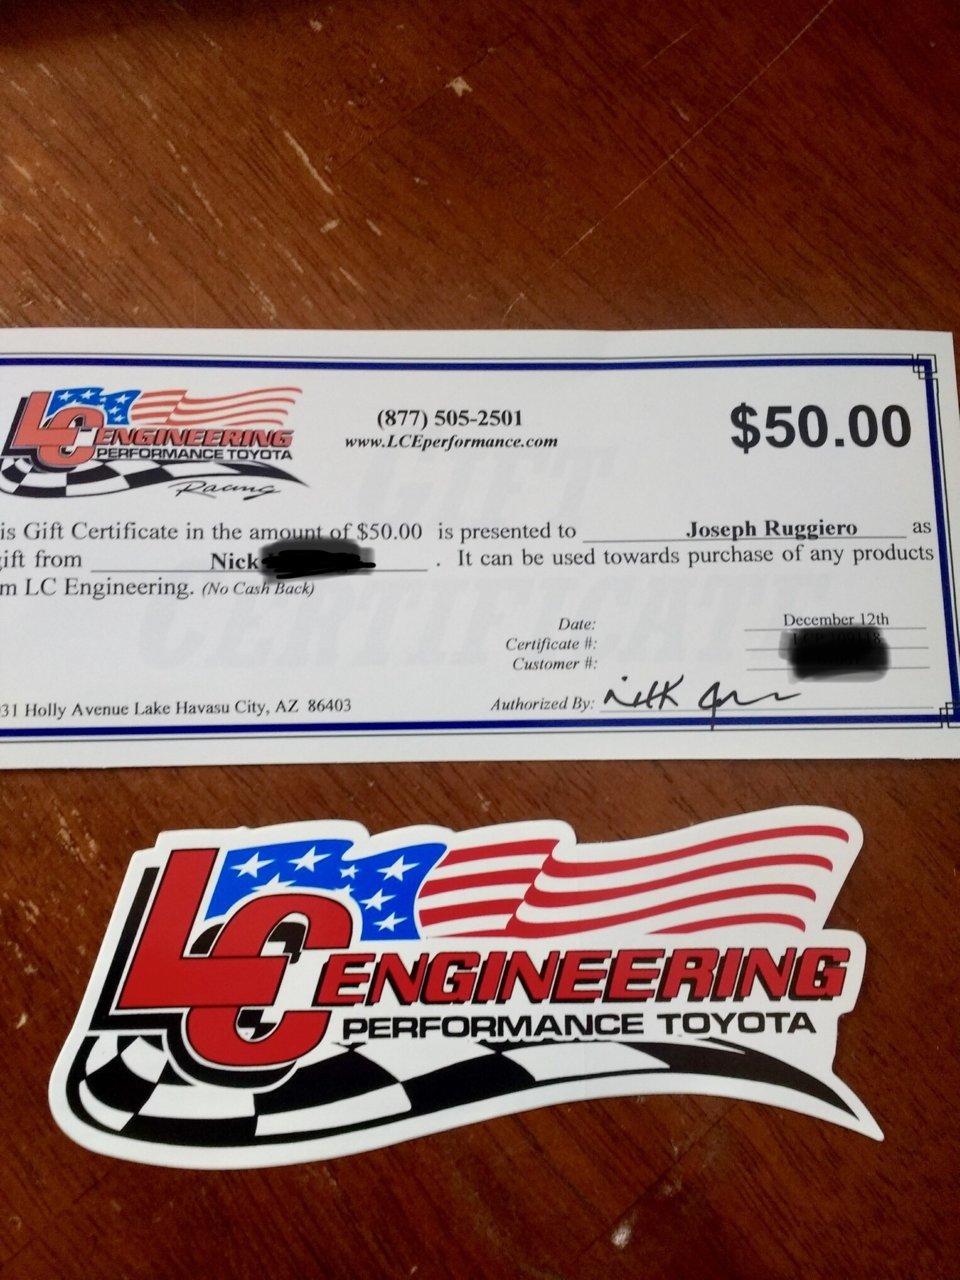 LC ENGINEERING
PERFORMANCE TOYOTA
Racing
(877) 505-2501
www.LCEperformance.com
$50.00
is Gift Certificate in the amount of $50.00 is presented to Joseph Ruggiero as
ift from Nick . It can be used towards purchase of any products
m LC Engineering. (No Cash Back)
GIFT
CERTIFICATE
Date: December 12th
Certificate #:
Customer #:
31 Holly Avenue Lake Havasu City, AZ 86403
Authorized By:
LC ENGINEERING
PERFORMANCE TOYOTA